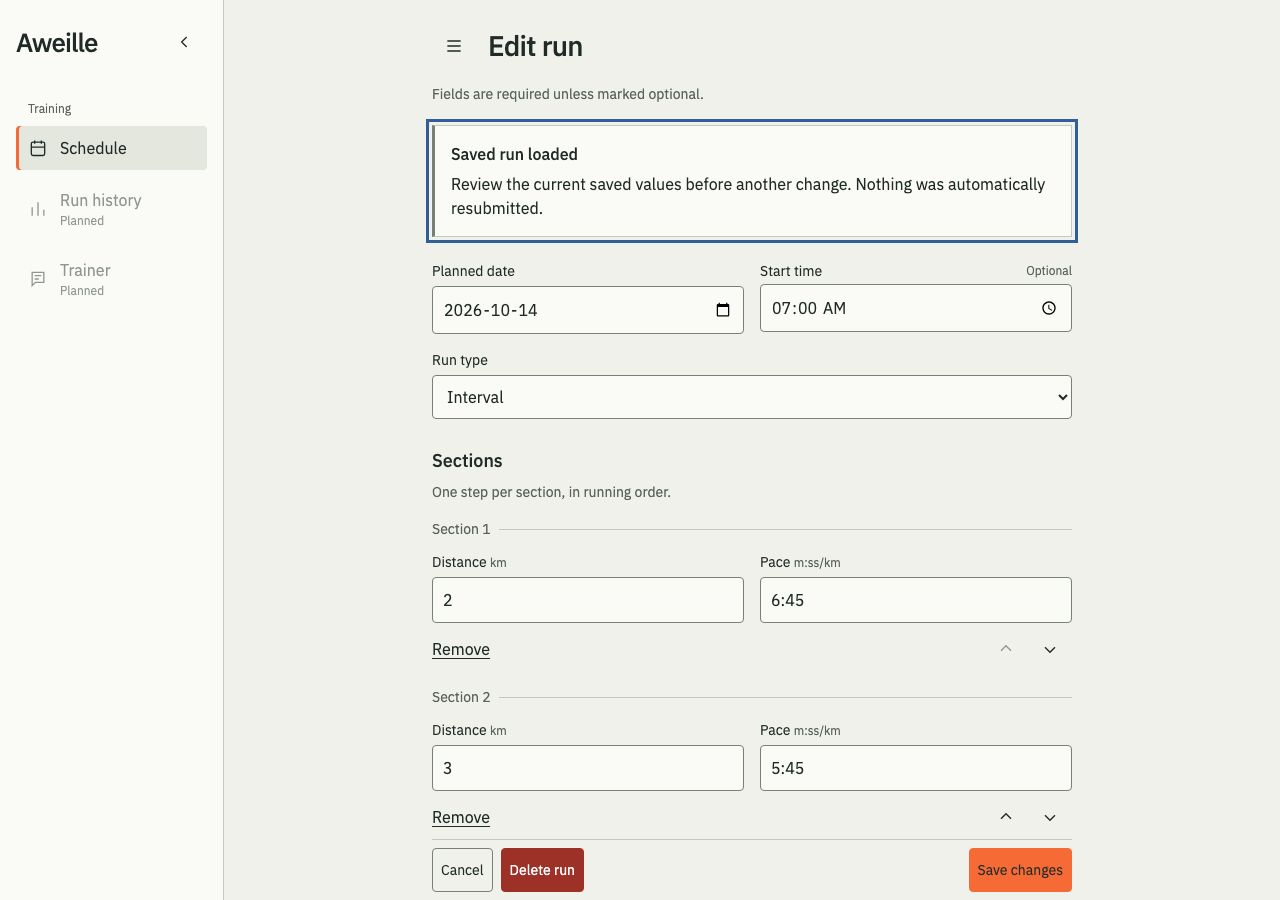 Aweille
Training
Schedule
Run history
Planned
Trainer
Planned
Edit run
Fields are required unless marked optional.
Saved run loaded
Review the current saved values before another change. Nothing was automatically
resubmitted.
Planned date
Start time Optional
2026-10-14
07:00 AM
Run type
Interval
Sections
One step per section, in running order.
Section 1
Distance km
Pace m:ss/km
2
6:45
Remove
Section 2
Distance km
Pace m:ss/km
3
5:45
Remove
Cancel
Delete run
Save changes